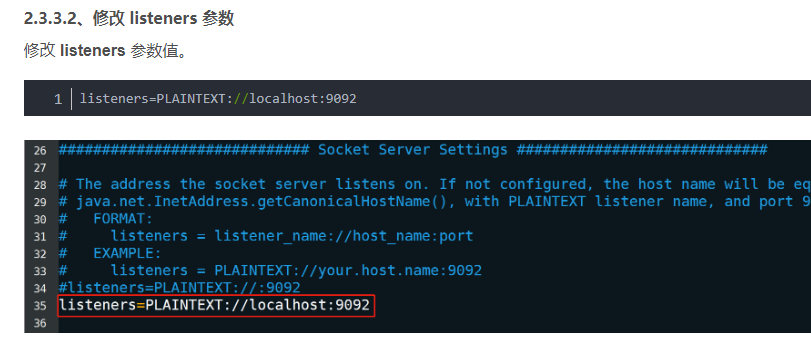 2.3.3.2、修改 listeners 参数
修改 listeners 参数值。
1 listeners=PLAINTEXT://localhost:9092
26 ############################# Socket Server Settings #############################
27
28 # The address the socket server listens on. If not configured, the host name will be eq
29 # java.net.InetAddress.getCanonicalHostName(), with PLAINTEXT listener name, and port 9
30 #   FORMAT:
31 #     listeners = listener_name://host_name:port
32 #   EXAMPLE:
33 #     listeners = PLAINTEXT://your.host.name:9092
34 #listeners=PLAINTEXT://:9092
35 listeners=PLAINTEXT://localhost:9092
36